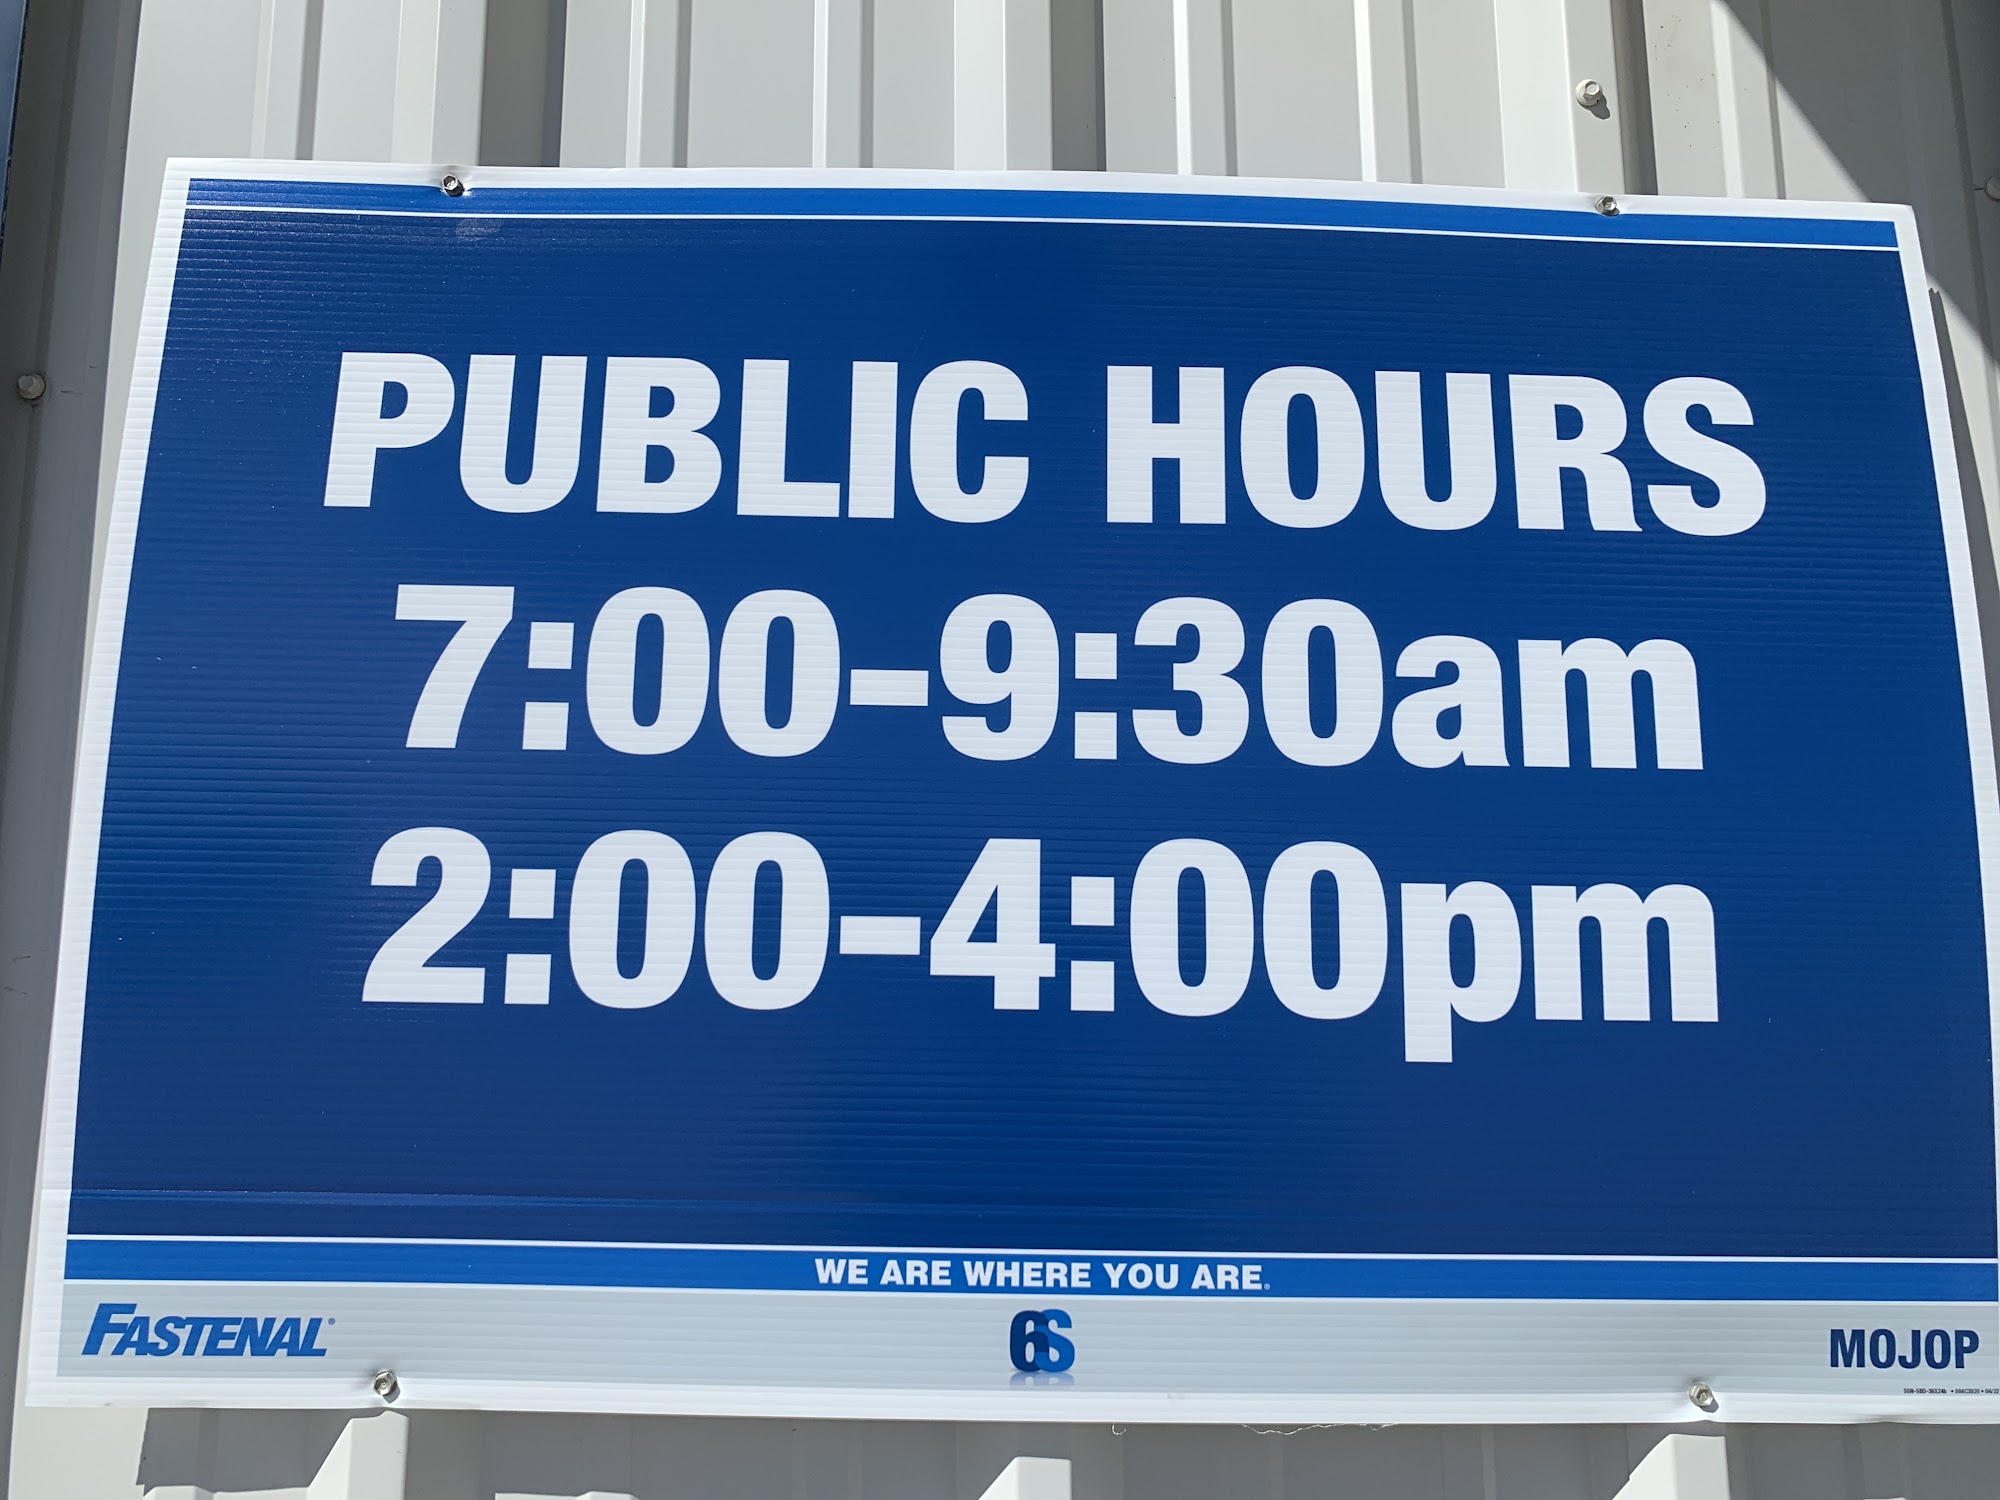 PUBLIC HOURS
7:00-9:30am
2:00-4:00pm
WE ARE WHERE YOU ARE.
FASTENAL®
6S
MOJOP